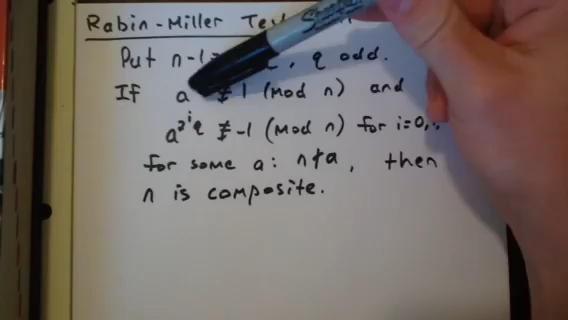 Rabin-Miller Test
Put n-1= , q odd.
If a ≢ 1 (mod n) and
a^{2^i q} ≢ -1 (mod n) for i=0,
for some a: n∤a, then
n is composite.